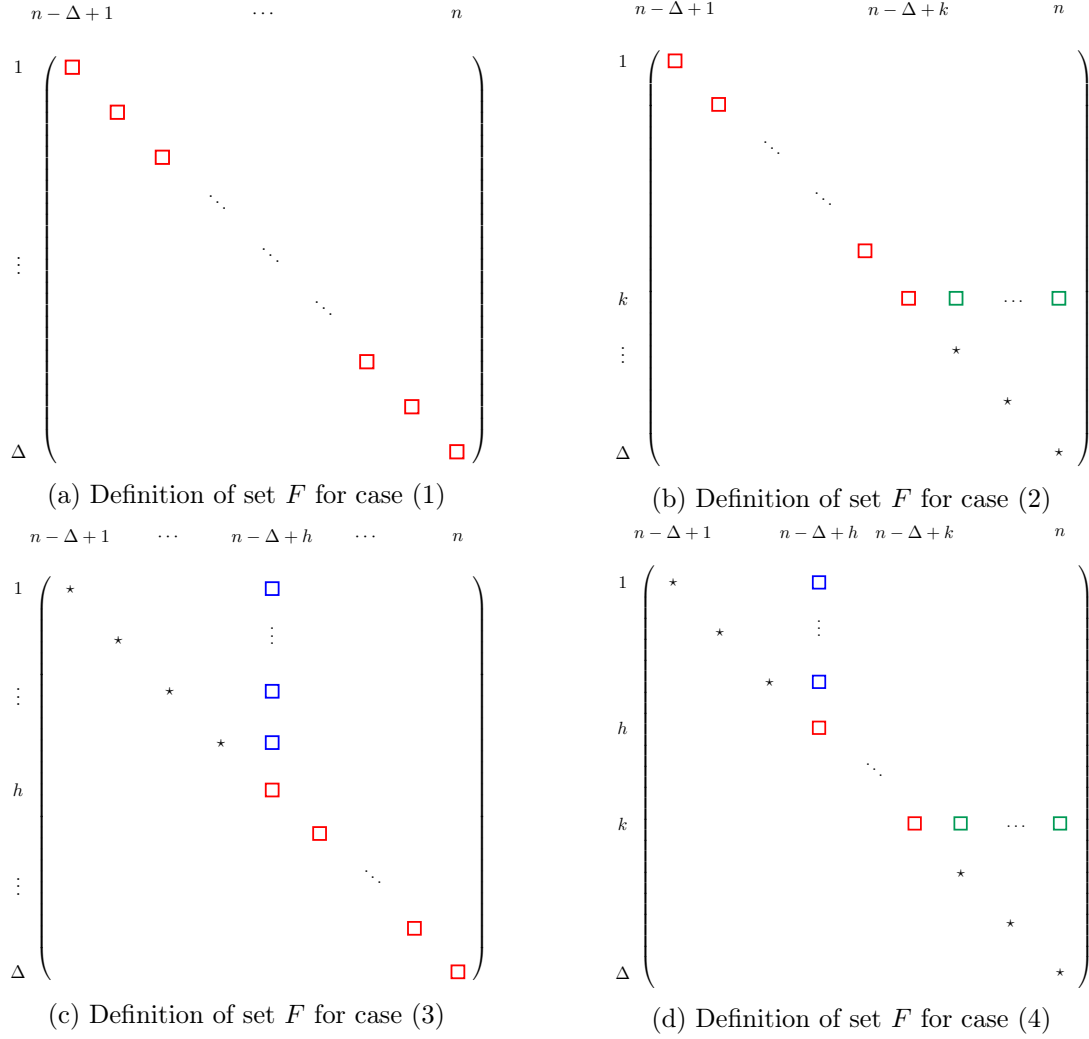 n − Δ + 1 ⋯ n
1
⋮
Δ
(a) Definition of set F for case (1)
n − Δ + 1 n − Δ + k n
1
k ⋯
⋮ ⋆
⋆
Δ ⋆
(b) Definition of set F for case (2)
n − Δ + 1 ⋯ n − Δ + h ⋯ n
1 ⋆
⋆ ⋮
⋮ ⋆
⋆
h
⋮
Δ
(c) Definition of set F for case (3)
n − Δ + 1 n − Δ + h n − Δ + k n
1 ⋆
⋆ ⋮
⋆
h
k ⋯
⋆
⋆
Δ ⋆
(d) Definition of set F for case (4)